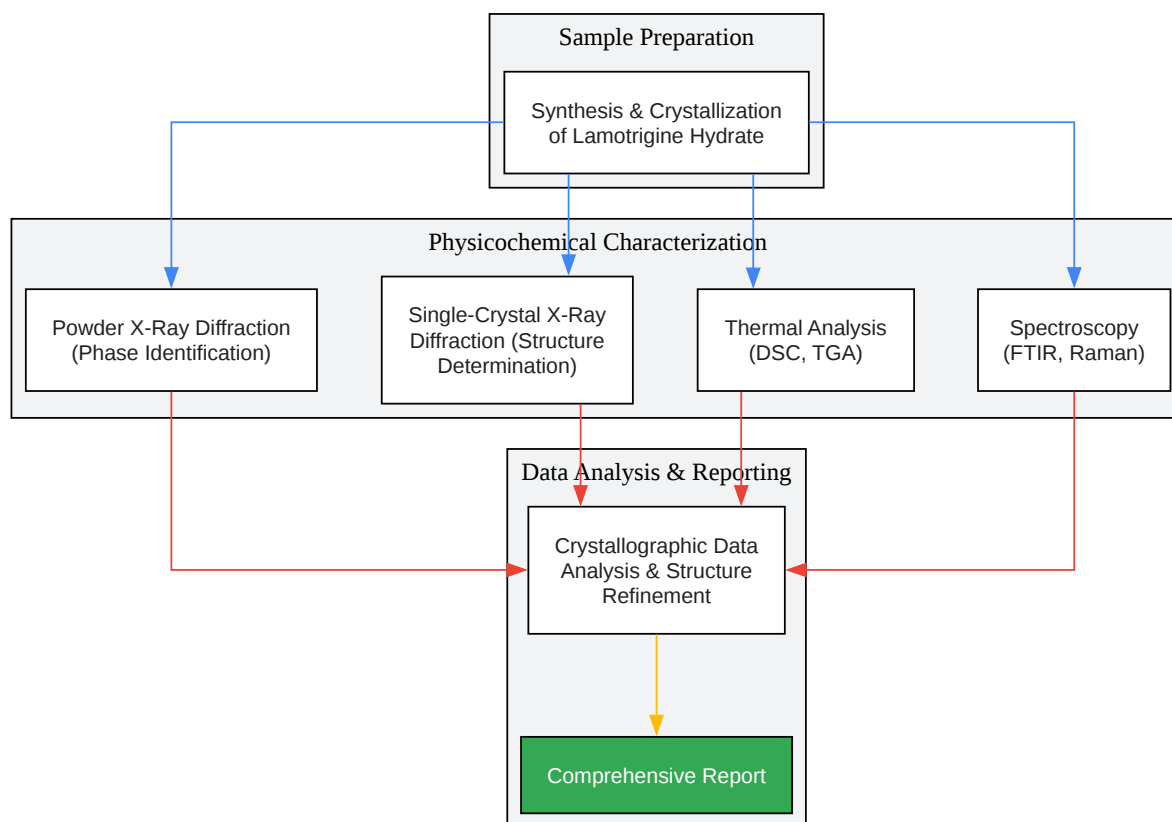 Sample Preparation
Synthesis & Crystallization
of Lamotrigine Hydrate
Physicochemical Characterization
Powder X-Ray Diffraction
(Phase Identification)
Single-Crystal X-Ray
Diffraction (Structure
Determination)
Thermal Analysis
(DSC, TGA)
Spectroscopy
(FTIR, Raman)
Data Analysis & Reporting
Crystallographic Data
Analysis & Structure
Refinement
Comprehensive Report